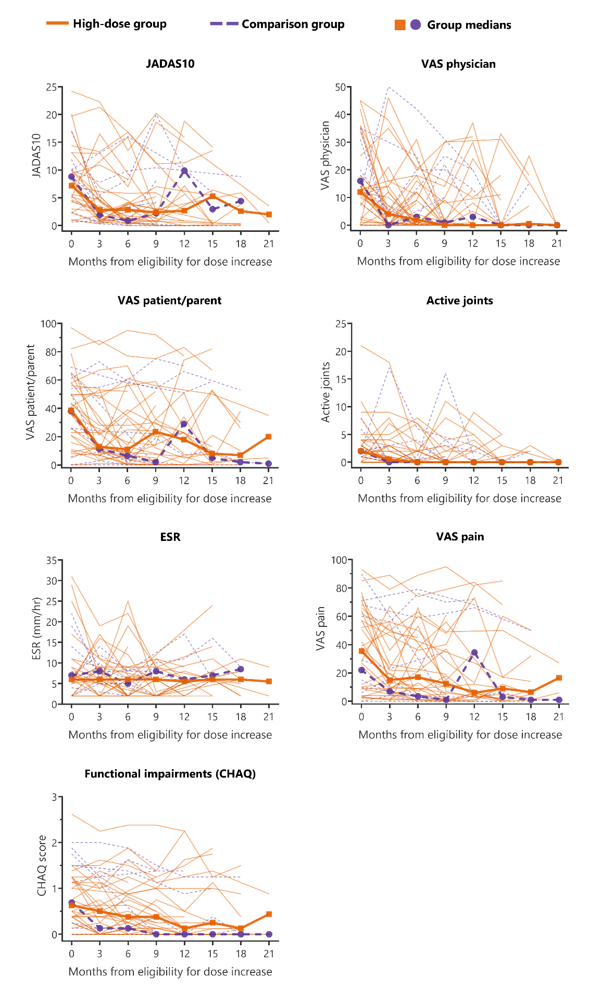 High-dose group Comparison group Group medians
JADAS10
25
20
15
10
5
0
JADAS10
0 3 6 9 12 15 18 21
Months from eligibility for dose increase
VAS physician
50
40
30
20
10
0
VAS physician
0 3 6 9 12 15 18 21
Months from eligibility for dose increase
VAS patient/parent
100
80
60
40
20
0
VAS patient/parent
0 3 6 9 12 15 18 21
Months from eligibility for dose increase
Active joints
25
20
15
10
5
0
Active joints
0 3 6 9 12 15 18 21
Months from eligibility for dose increase
ESR
35
30
25
20
15
10
5
0
ESR (mm/hr)
0 3 6 9 12 15 18 21
Months from eligibility for dose increase
VAS pain
100
80
60
40
20
0
VAS pain
0 3 6 9 12 15 18 21
Months from eligibility for dose increase
Functional impairments (CHAQ)
3
2
1
0
CHAQ score
0 3 6 9 12 15 18 21
Months from eligibility for dose increase